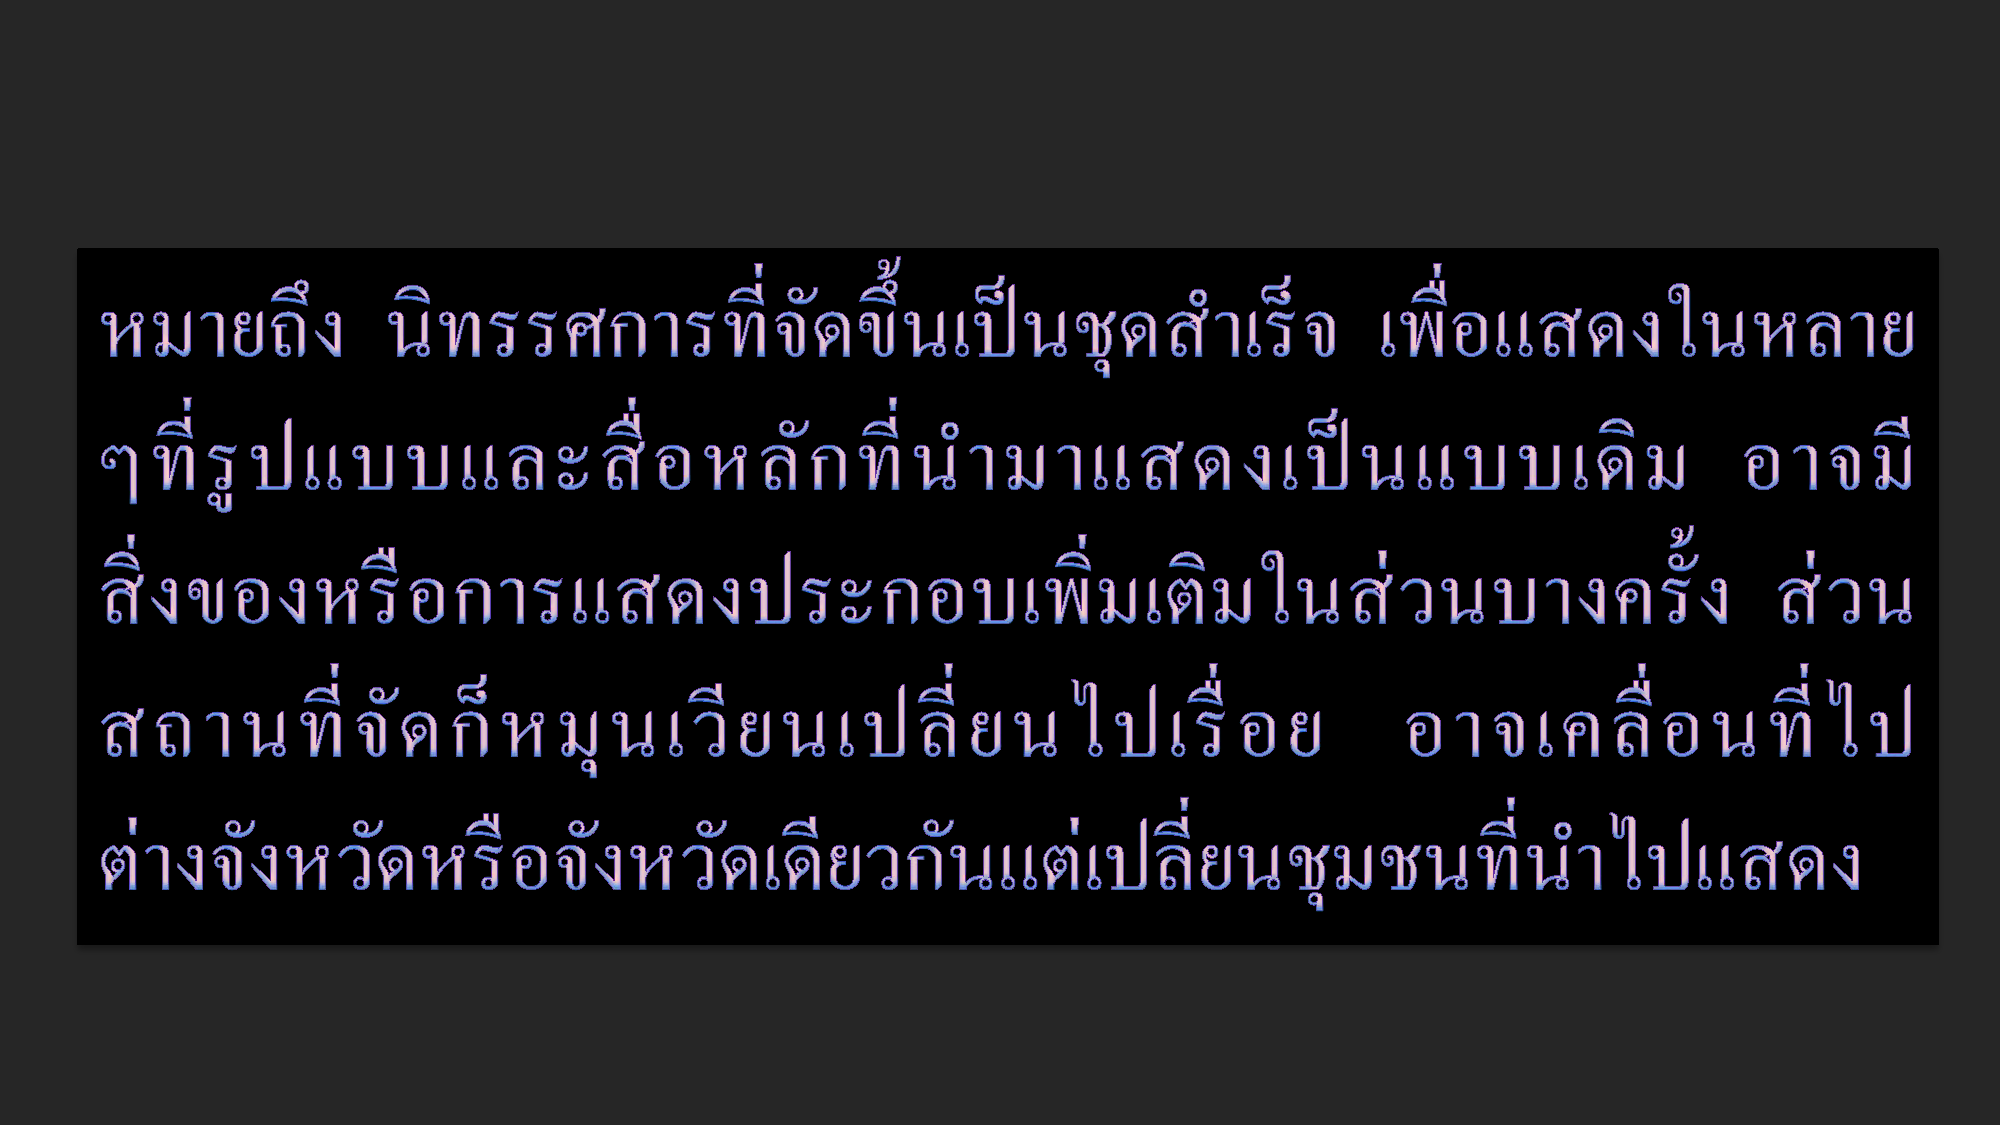 หมายถึง นิทรรศการที่จัดขึ้นเป็นชุดสำเร็จ เพื่อแสดงในหลาย
ๆที่รูปแบบและสื่อหลักที่นำมาแสดงเป็นแบบเดิม อาจมี
สิ่งของหรือการแสดงประกอบเพิ่มเติมในส่วนบางครั้ง ส่วน
สถานที่จัดก็หมุนเวียนเปลี่ยนไปเรื่อย อาจเคลื่อนที่ไป
ต่างจังหวัดหรือจังหวัดเดียวกันแต่เปลี่ยนชุมชนที่นำไปแสดง